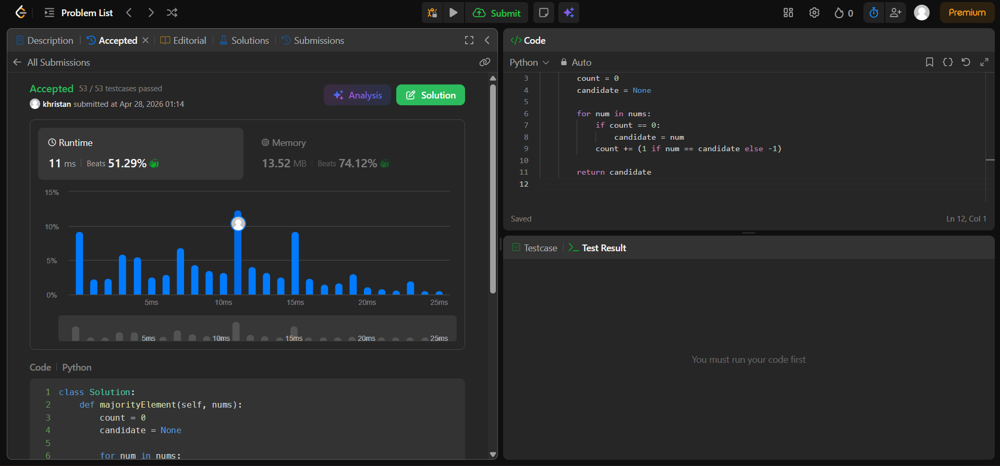 Problem List
Submit
0
Premium
Description
Accepted
Editorial
Solutions
Submissions
All Submissions
Accepted 53 / 53 testcases passed
khristan submitted at Apr 28, 2026 01:14
Analysis
Solution
Runtime
11 ms
Beats 51.29%
Memory
13.52 MB
Beats 74.12%
15%
10%
5%
0%
5ms 10ms 15ms 20ms 25ms
5ms 10ms 15ms 20ms 25ms
Code
Python
1 class Solution:
2     def majorityElement(self, nums):
3         count = 0
4         candidate = None
5
6         for num in nums:
</> Code
Python
Auto
3         count = 0
4         candidate = None
5
6         for num in nums:
7             if count == 0:
8                 candidate = num
9             count += (1 if num == candidate else -1)
10
11         return candidate
12
Saved
Ln 12, Col 1
Testcase
>_ Test Result
You must run your code first